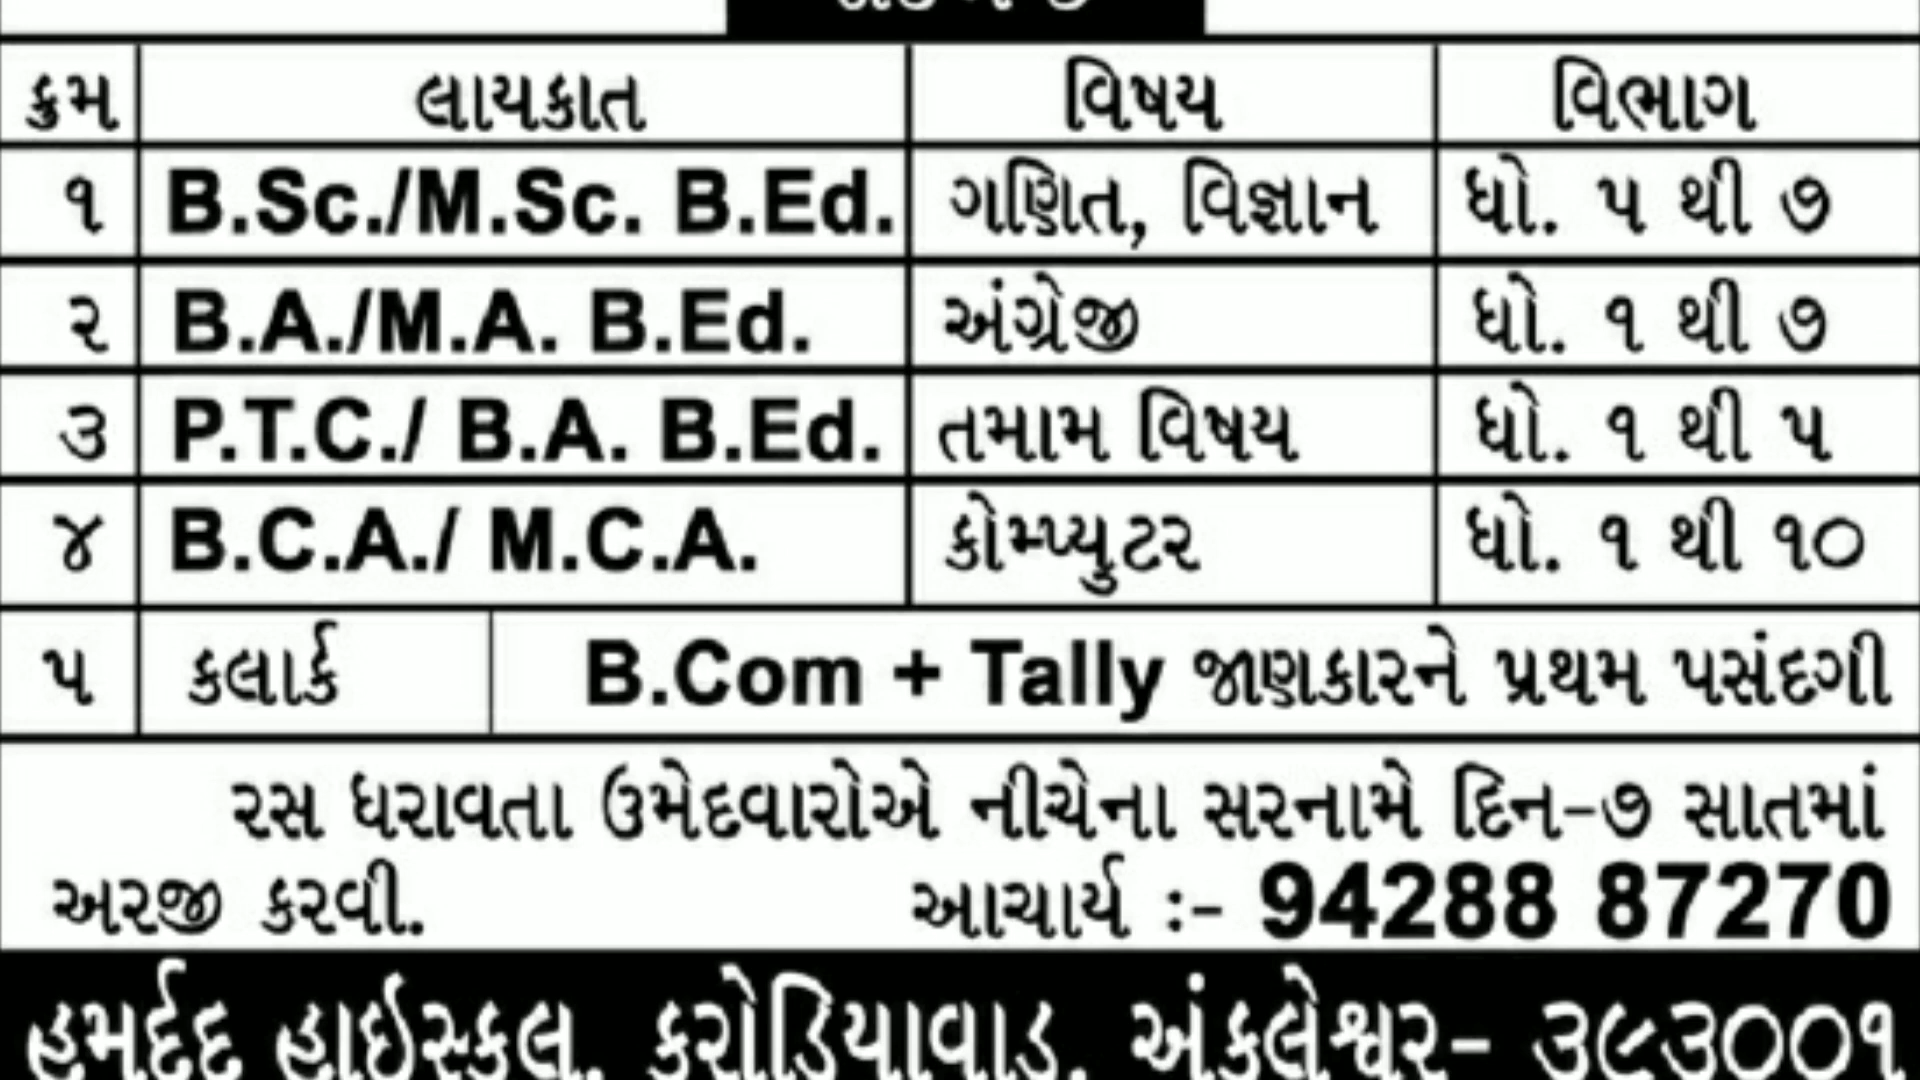 ક્રમ લાયકાત વિષય વિભાગ
૧ B.Sc./M.Sc. B.Ed. ગણિત, વિજ્ઞાન ધો. ૫ થી ૭
૨ B.A./M.A. B.Ed. અંગ્રેજી ધો. ૧ થી ૭
૩ P.T.C./ B.A. B.Ed. તમામ વિષય ધો. ૧ થી ૫
૪ B.C.A./ M.C.A. કોમ્પ્યુટર ધો. ૧ થી ૧૦
૫ કલાર્ક B.Com + Tally જાણકારને પ્રથમ પસંદગી
રસ ધરાવતા ઉમેદવારોએ નીચેના સરનામે દિન-૭ સાતમાં
અરજી કરવી. આચાર્ય :- 94288 87270
હમર્દદ હાઈસ્કૂલ, કરોડિયાવાડ, અંકલેશ્વર- ૩૯૩૦૦૧